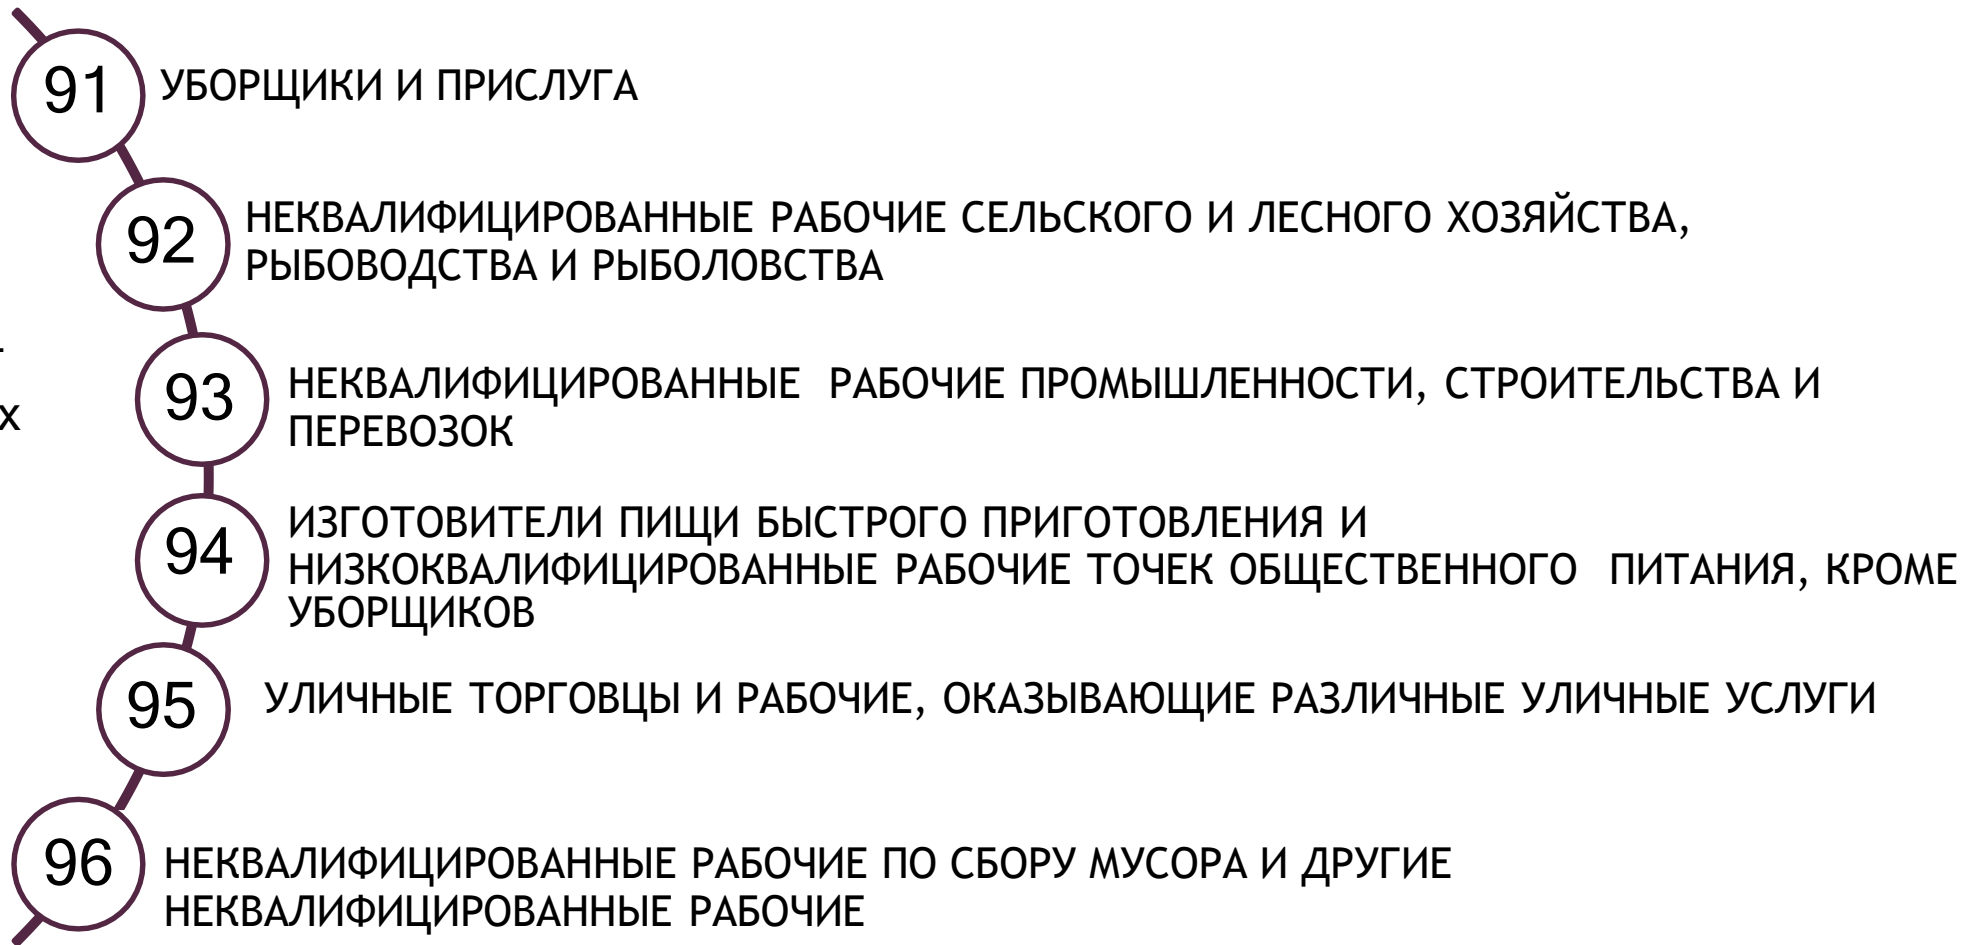 91
УБОРЩИКИ И ПРИСЛУГА
92
НЕКВАЛИФИЦИРОВАННЫЕ РАБОЧИЕ СЕЛЬСКОГО И ЛЕСНОГО ХОЗЯЙСТВА,
РЫБОВОДСТВА И РЫБОЛОВСТВА
х
93
НЕКВАЛИФИЦИРОВАННЫЕ РАБОЧИЕ ПРОМЫШЛЕННОСТИ, СТРОИТЕЛЬСТВА И
ПЕРЕВОЗОК
94
ИЗГОТОВИТЕЛИ ПИЩИ БЫСТРОГО ПРИГОТОВЛЕНИЯ И
НИЗКОКВАЛИФИЦИРОВАННЫЕ РАБОЧИЕ ТОЧЕК ОБЩЕСТВЕННОГО ПИТАНИЯ, КРОМЕ
УБОРЩИКОВ
95
УЛИЧНЫЕ ТОРГОВЦЫ И РАБОЧИЕ, ОКАЗЫВАЮЩИЕ РАЗЛИЧНЫЕ УЛИЧНЫЕ УСЛУГИ
96
НЕКВАЛИФИЦИРОВАННЫЕ РАБОЧИЕ ПО СБОРУ МУСОРА И ДРУГИЕ
НЕКВАЛИФИЦИРОВАННЫЕ РАБОЧИЕ